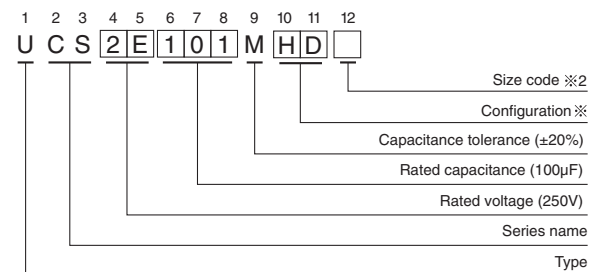 1 2 3 4 5 6 7 8 9 10 11 12
U C S 2 E 1 0 1 M H D
Size code ※2
Configuration ※
Capacitance tolerance (±20%)
Rated capacitance (100µF)
Rated voltage (250V)
Series name
Type